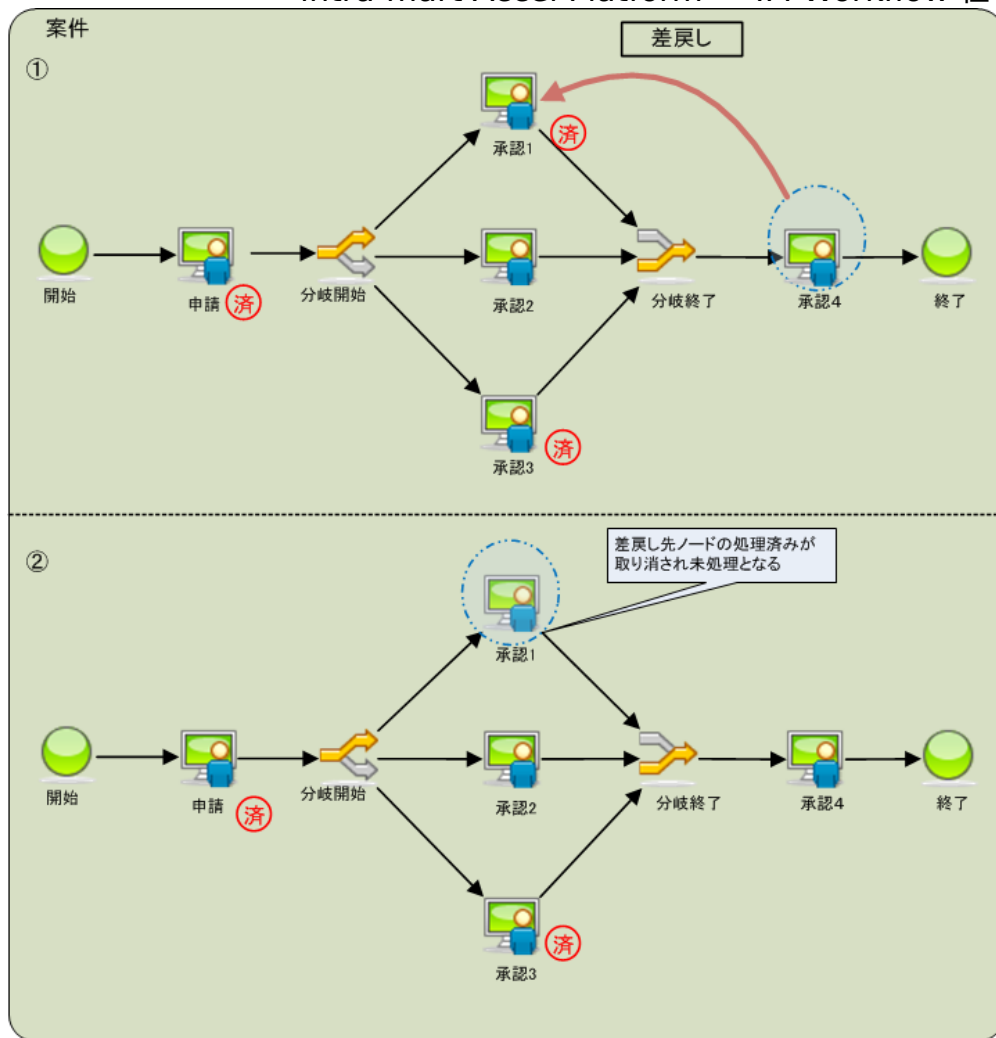 案件
差戻し
①
承認1
済
開始
申請
済
分岐開始
承認2
分岐終了
承認4
終了
承認3
済
②
差戻し先ノードの処理済みが
取り消され未処理となる
承認1
開始
申請
済
分岐開始
承認2
分岐終了
承認4
終了
承認3
済